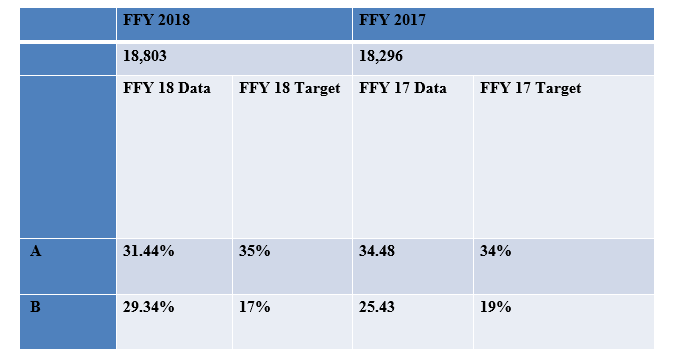 FFY 2018 FFY 2017
18,803 18,296
FFY 18 Data FFY 18 Target FFY 17 Data FFY 17 Target
A 31.44% 35% 34.48 34%
B 29.34% 17% 25.43 19%